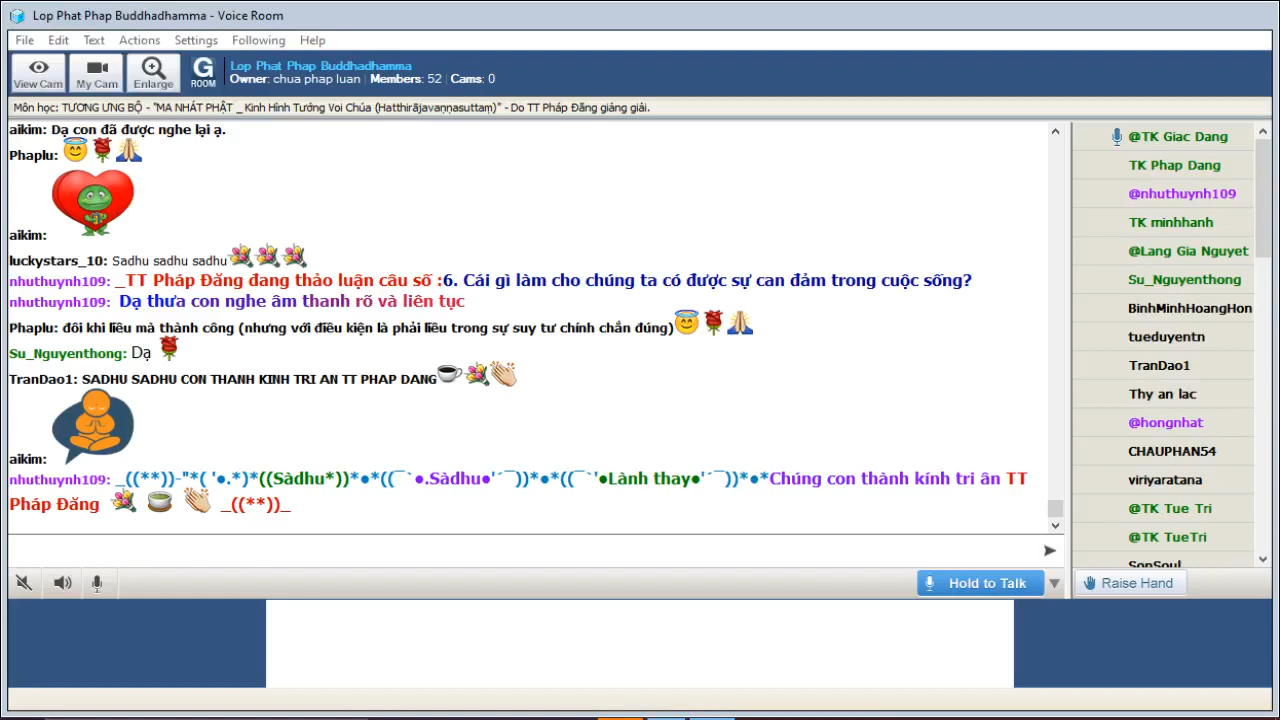 Lop Phat Phap Buddhadhamma - Voice Room
File Edit Text Actions Settings Following Help
View Cam My Cam Enlarge G ROOM
Lop Phat Phap Buddhadhamma
Owner: chua phap luan | Members: 52 | Cams: 0
Môn học: TƯƠNG ƯNG BỘ - "MA NHÁT PHẬT _ Kinh Hình Tướng Voi Chúa (Hatthirājavaṇṇasuttaṃ)" - Do TT Pháp Đăng giảng giải.
aikim: Dạ con đã được nghe lại ạ.
Phaplu:
aikim:
luckystars_10: Sadhu sadhu sadhu
nhuthuynh109: _TT Pháp Đăng đang thảo luận câu số :6. Cái gì làm cho chúng ta có được sự can đảm trong cuộc sống?
nhuthuynh109: Dạ thưa con nghe âm thanh rõ và liên tục
Phaplu: đôi khi liều mà thành công (nhưng với điều kiện là phải liều trong sự suy tư chính chắn đúng)
Su_Nguyenthong: Dạ
TranDao1: SADHU SADHU CON THANH KINH TRI AN TT PHAP DANG
aikim:
nhuthuynh109: _((**))-"*( '●.*)*((Sàdhu*))*●*((¯`●.Sàdhu●'´¯))*●*((¯`'●Lành thay●'´¯))*●*Chúng con thành kính tri ân TT
Pháp Đăng _((**))_
@TK Giac Dang
TK Phap Dang
@nhuthuynh109
TK minhhanh
@Lang Gia Nguyet
Su_Nguyenthong
BinhMinhHoangHon
tueduyentn
TranDao1
Thy an lac
@hongnhat
CHAUPHAN54
viriyaratana
@TK Tue Tri
@TK TueTri
SonSoul
Hold to Talk
Raise Hand